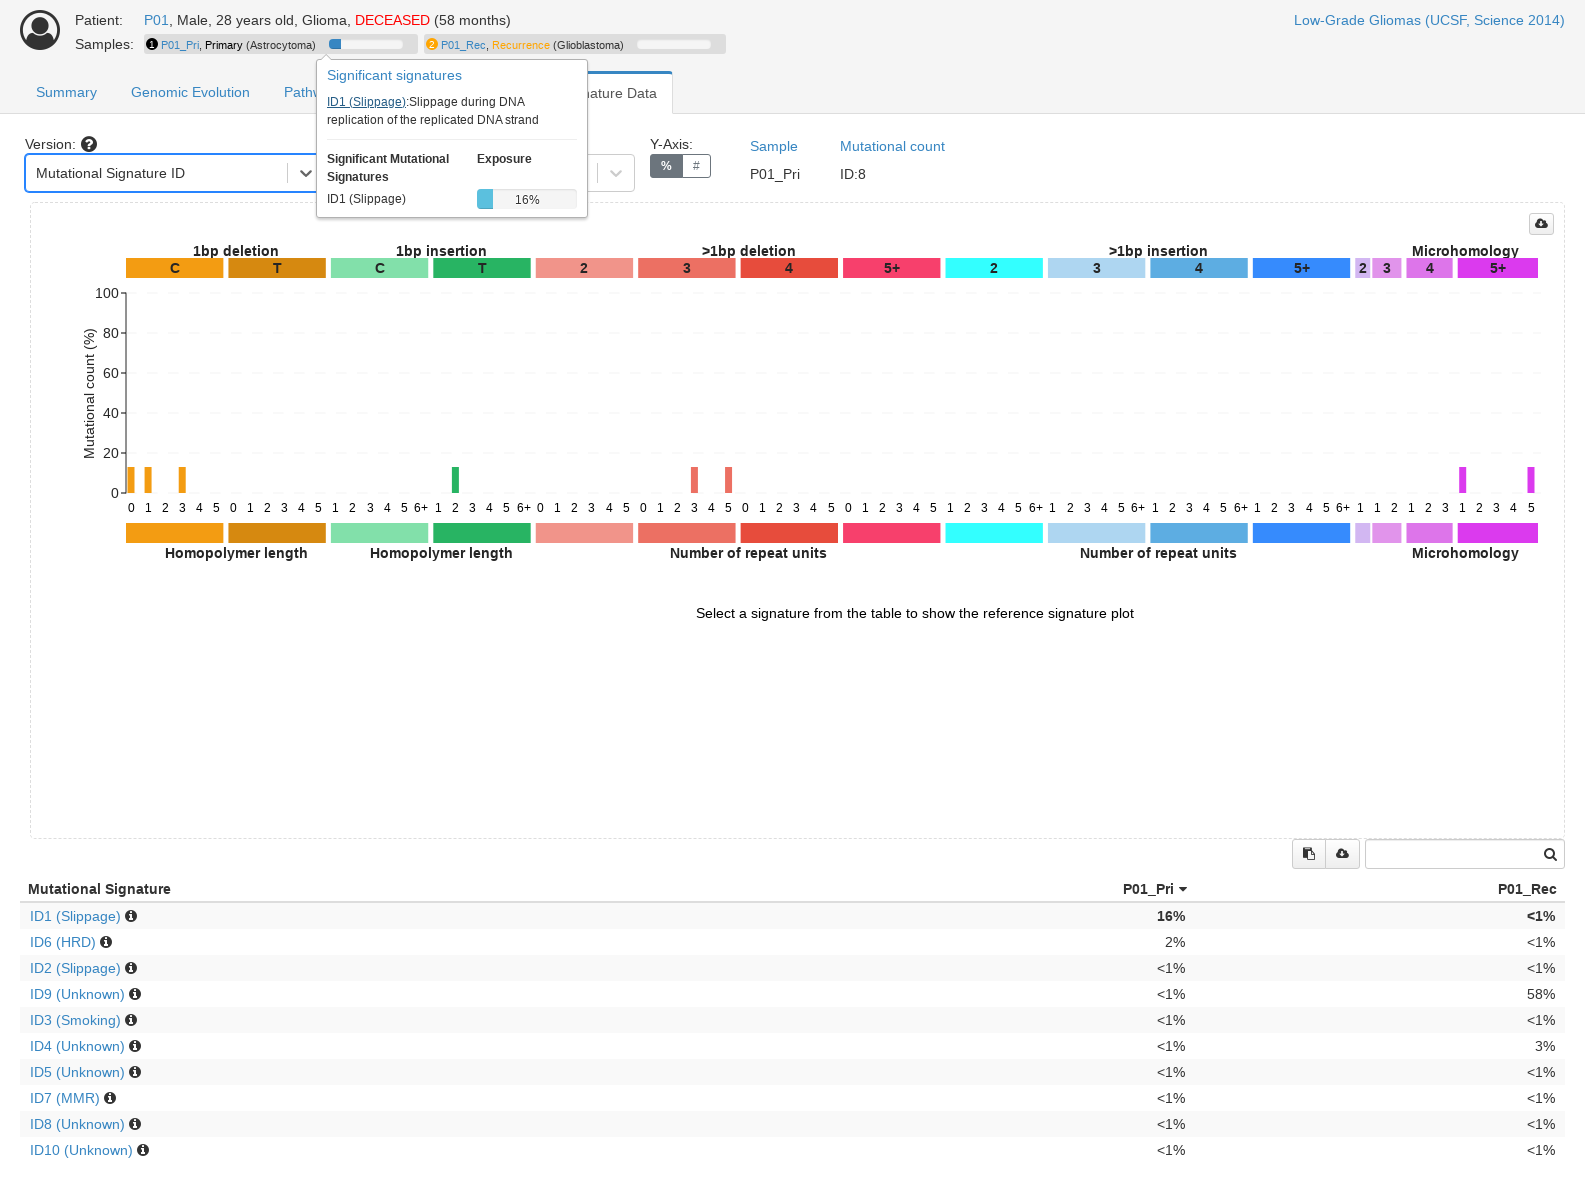 Patient: P01, Male, 28 years old, Glioma, DECEASED (58 months) Low-Grade Gliomas (UCSF, Science 2014)
Samples: 1 P01_Pri, Primary (Astrocytoma) 2 P01_Rec, Recurrence (Glioblastoma)
Significant signatures
Summary Genomic Evolution Pathw ature Data
ID1 (Slippage):Slippage during DNA
replication of the replicated DNA strand
Significant Mutational Exposure
Signatures
ID1 (Slippage) 16%
Version: Y-Axis: Sample Mutational count
Mutational Signature ID % # P01_Pri ID:8
1bp deletion 1bp insertion >1bp deletion >1bp insertion Microhomology
C T C T 2 3 4 5+ 2 3 4 5+ 2 3 4 5+
Mutational count (%)
100
80
60
40
20
0
0 1 2 3 4 5 0 1 2 3 4 5 1 2 3 4 5 6+ 1 2 3 4 5 6+ 0 1 2 3 4 5 0 1 2 3 4 5 0 1 2 3 4 5 0 1 2 3 4 5 1 2 3 4 5 6+ 1 2 3 4 5 6+ 1 2 3 4 5 6+ 1 2 3 4 5 6+ 1 1 2 1 2 3 1 2 3 4 5
Homopolymer length Homopolymer length Number of repeat units Number of repeat units Microhomology
Select a signature from the table to show the reference signature plot
Mutational Signature P01_Pri P01_Rec
ID1 (Slippage) 16% <1%
ID6 (HRD) 2% <1%
ID2 (Slippage) <1% <1%
ID9 (Unknown) <1% 58%
ID3 (Smoking) <1% <1%
ID4 (Unknown) <1% 3%
ID5 (Unknown) <1% <1%
ID7 (MMR) <1% <1%
ID8 (Unknown) <1% <1%
ID10 (Unknown) <1% <1%